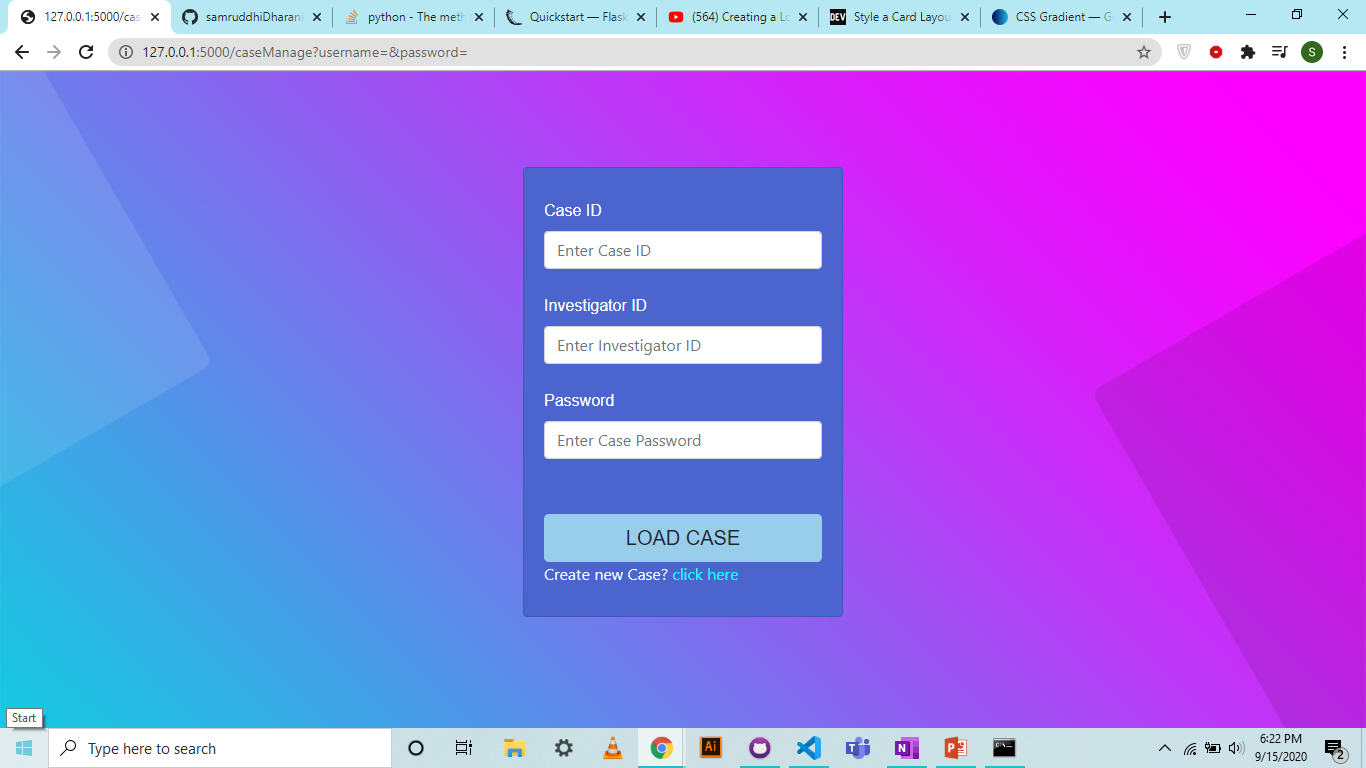 127.0.0.1:5000/cas
samruddhiDharan
python - The meth
Quickstart — Flask
(564) Creating a Lo
DEV
Style a Card Layou
CSS Gradient — G
127.0.0.1:5000/caseManage?username=&password=
S
Case ID
Enter Case ID
Investigator ID
Enter Investigator ID
Password
Enter Case Password
LOAD CASE
Create new Case? click here
Start
Type here to search
Ai
6:22 PM
9/15/2020
2